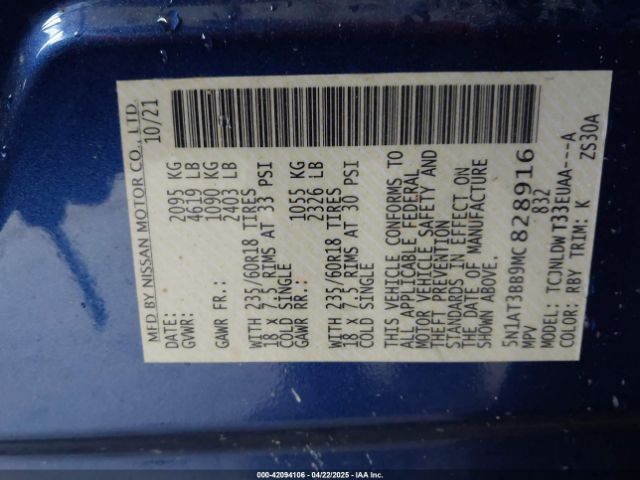 MFD BY NISSAN MOTOR CO., LTD.
DATE: 10/21
GVWR: 2095 KG
4619 LB
GAWR FR.: 1090 KG
2403 LB
WITH 235/60R18 TIRES
18 X 7.5 RIMS AT 33 PSI
COLD SINGLE
GAWR RR.: 1055 KG
2326 LB
WITH 235/60R18 TIRES
18 X 7.5 RIMS AT 30 PSI
COLD SINGLE
THIS VEHICLE CONFORMS TO
ALL APPLICABLE FEDERAL
MOTOR VEHICLE SAFETY AND
THEFT PREVENTION
STANDARDS IN EFFECT ON
THE DATE OF MANUFACTURE
SHOWN ABOVE.
5N1AT3BB9MC828916
MPV 832
MODEL: TCJNLDWT33EUAA---A
COLOR: RBY TRIM: K ZS30A
000-42094106 - 04/22/2025 - IAAI.com